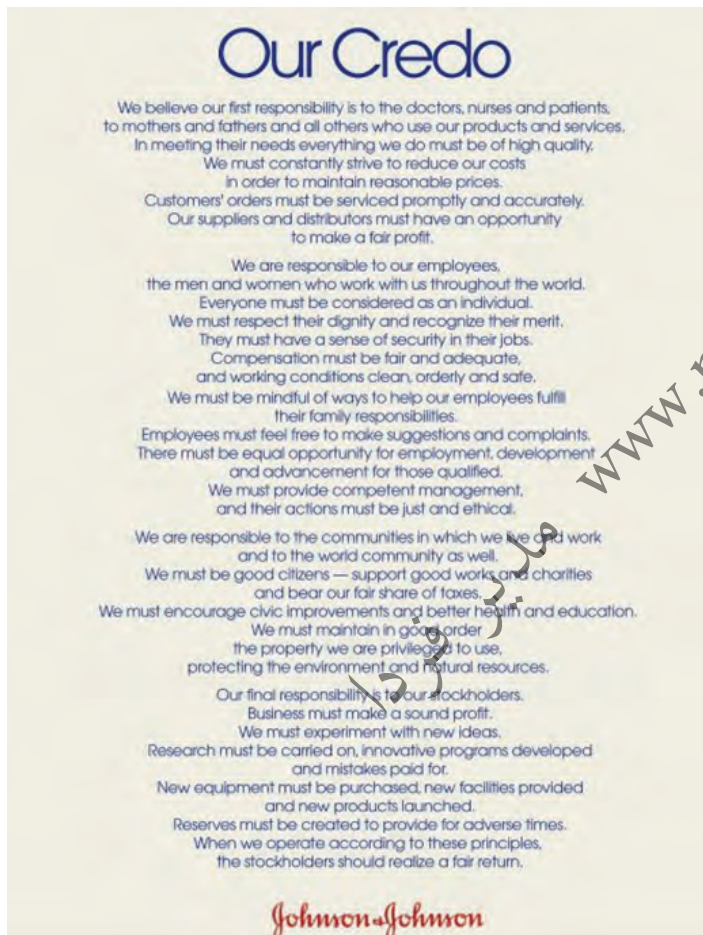 Our Credo
We believe our first responsibility is to the doctors, nurses and patients,
to mothers and fathers and all others who use our products and services.
In meeting their needs everything we do must be of high quality.
We must constantly strive to reduce our costs
in order to maintain reasonable prices.
Customers' orders must be serviced promptly and accurately.
Our suppliers and distributors must have an opportunity
to make a fair profit.
We are responsible to our employees,
the men and women who work with us throughout the world.
Everyone must be considered as an individual.
We must respect their dignity and recognize their merit.
They must have a sense of security in their jobs.
Compensation must be fair and adequate,
and working conditions clean, orderly and safe.
We must be mindful of ways to help our employees fulfill
their family responsibilities.
Employees must feel free to make suggestions and complaints.
There must be equal opportunity for employment, development
and advancement for those qualified.
We must provide competent management,
and their actions must be just and ethical.
We are responsible to the communities in which we live and work
and to the world community as well.
We must be good citizens — support good works and charities
and bear our fair share of taxes.
We must encourage civic improvements and better health and education.
We must maintain in good order
the property we are privileged to use,
protecting the environment and natural resources.
Our final responsibility is to our stockholders.
Business must make a sound profit.
We must experiment with new ideas.
Research must be carried on, innovative programs developed
and mistakes paid for.
New equipment must be purchased, new facilities provided
and new products launched.
Reserves must be created to provide for adverse times.
When we operate according to these principles,
the stockholders should realize a fair return.
Johnson & Johnson
مدیر فردا
www.